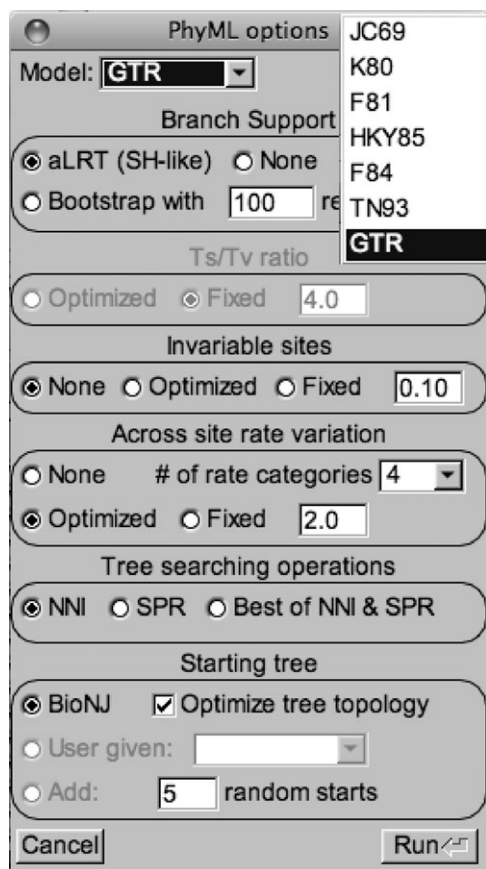 PhyML options
Model: GTR
JC69
K80
F81
HKY85
F84
TN93
GTR
Branch Support
aLRT (SH-like) None
Bootstrap with 100 re
Ts/Tv ratio
Optimized Fixed 4.0
Invariable sites
None Optimized Fixed 0.10
Across site rate variation
None # of rate categories 4
Optimized Fixed 2.0
Tree searching operations
NNI SPR Best of NNI & SPR
Starting tree
BioNJ Optimize tree topology
User given:
Add: 5 random starts
Cancel Run